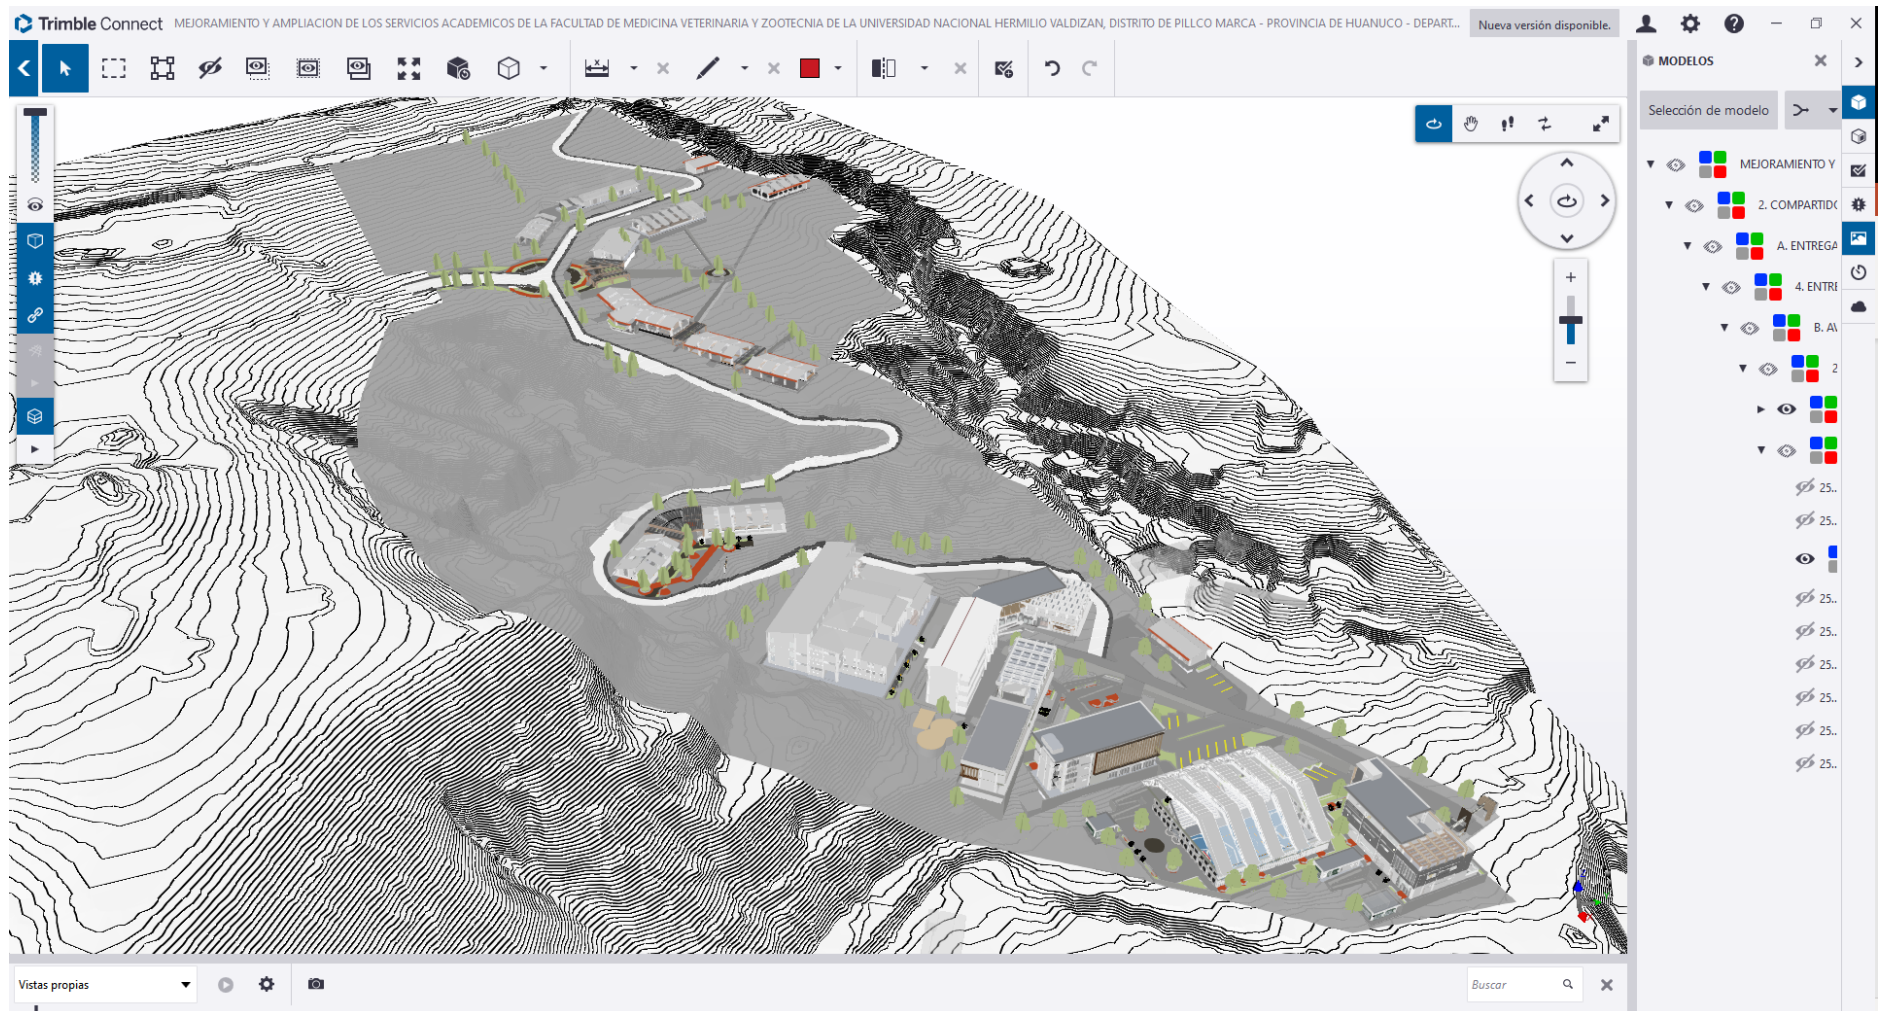 Trimble Connect MEJORAMIENTO Y AMPLIACION DE LOS SERVICIOS ACADEMICOS DE LA FACULTAD DE MEDICINA VETERINARIA Y ZOOTECNIA DE LA UNIVERSIDAD NACIONAL HERMILIO VALDIZAN, DISTRITO DE PILLCO MARCA - PROVINCIA DE HUANUCO - DEPART... Nueva versión disponible.
MODELOS
Selección de modelo
MEJORAMIENTO Y
2. COMPARTIDO
A. ENTREGA
4. ENTRE
B. AV
2
25..
25..
25..
25..
25..
25..
25..
25..
Vistas propias
Buscar